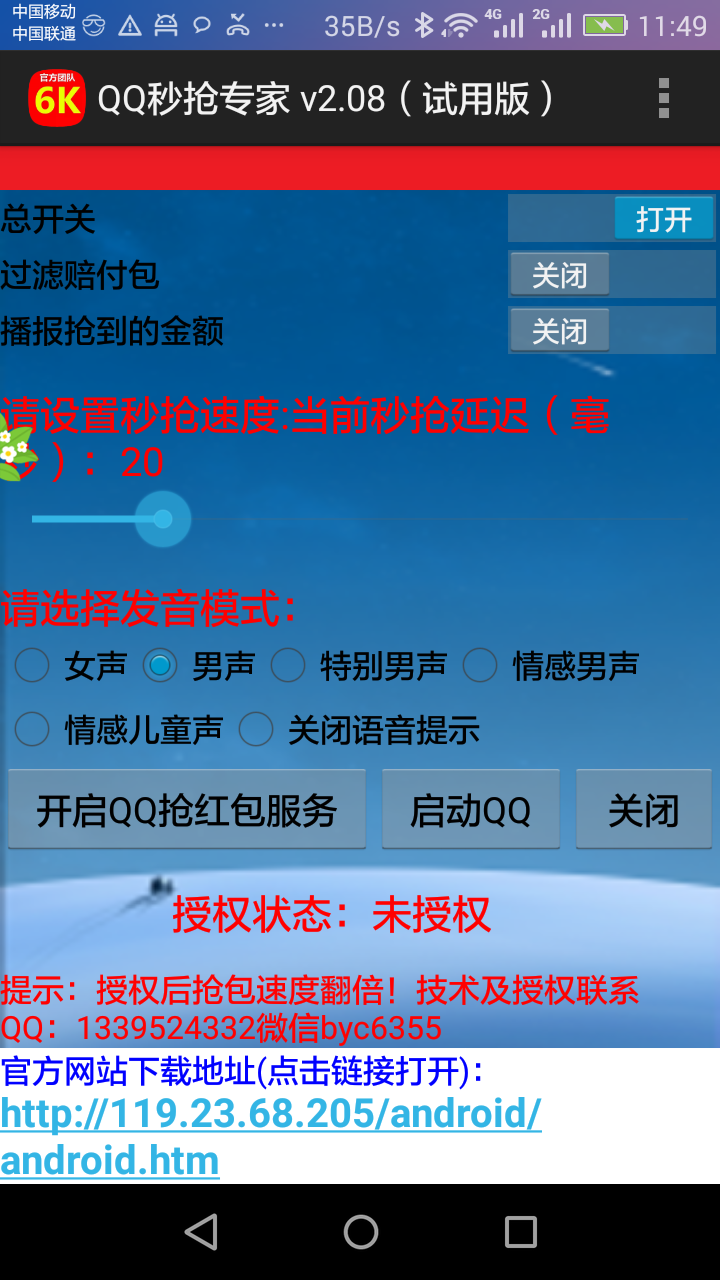 中国移动
中国联通
35B/s
4G
2G
11:49
官方团队
6K
QQ秒抢专家 v2.08（试用版）
总开关
打开
过滤赔付包
关闭
播报抢到的金额
关闭
请设置秒抢速度:当前秒抢延迟（毫
）：20
请选择发音模式：
女声 男声 特别男声 情感男声
情感儿童声 关闭语音提示
开启QQ抢红包服务 启动QQ 关闭
授权状态：未授权
提示：授权后抢包速度翻倍！技术及授权联系
QQ：1339524332微信byc6355
官方网站下载地址(点击链接打开)：
http://119.23.68.205/android/
android.htm